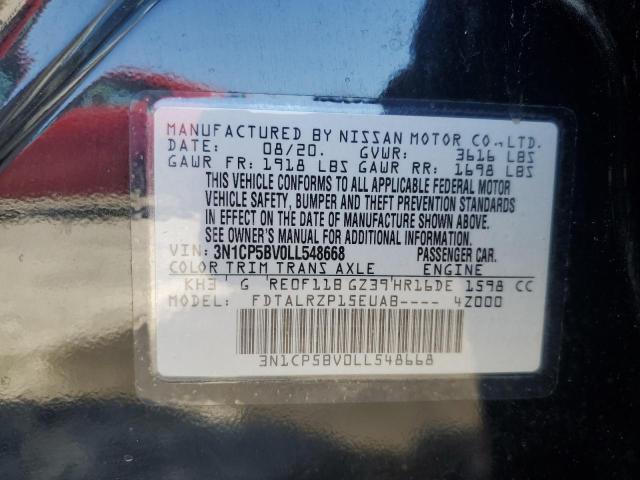 MANUFACTURED BY NISSAN MOTOR CO.,LTD.
DATE: 08/20. GVWR: 3616 LBS
GAWR FR: 1918 LBS GAWR RR: 1698 LBS
THIS VEHICLE CONFORMS TO ALL APPLICABLE FEDERAL MOTOR
VEHICLE SAFETY, BUMPER AND THEFT PREVENTION STANDARDS
IN EFFECT ON THE DATE OF MANUFACTURE SHOWN ABOVE.
SEE OWNER'S MANUAL FOR ADDITIONAL INFORMATION.
VIN: 3N1CP5BV0LL548668 PASSENGER CAR.
COLOR TRIM TRANS AXLE ENGINE
KH3 G RE0F11B GZ39 HR16DE 1598 CC
MODEL: FDTALRZP15EUAB---- 4Z000
3N1CP5BV0LL548668